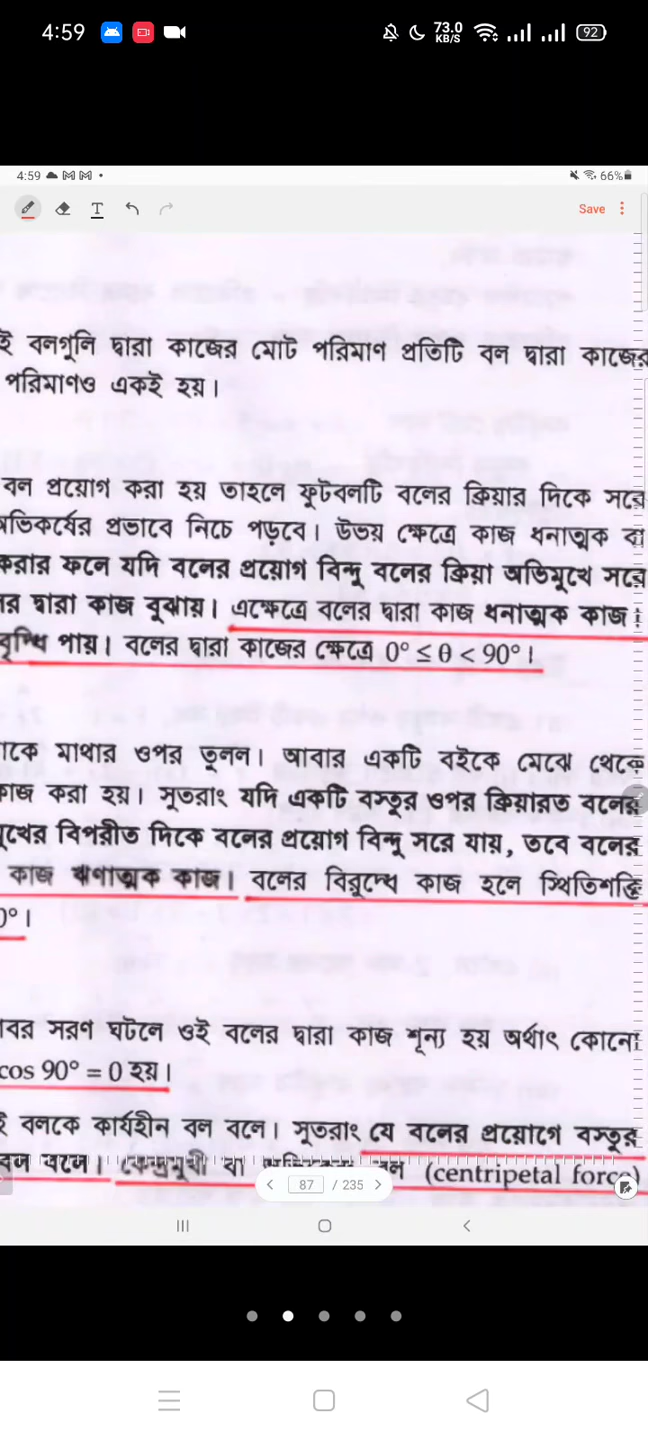 4:59
73.0 KB/S
92
4:59
66%
T
Save
ই বলগুলি দ্বারা কাজের মোট পরিমাণ প্রতিটি বল দ্বারা কাজের
পরিমাণও একই হয়।
বল প্রয়োগ করা হয় তাহলে ফুটবলটি বলের ক্রিয়ার দিকে সরে
অভিকর্ষের প্রভাবে নিচে পড়বে। উভয় ক্ষেত্রে কাজ ধনাত্মক বা
করার ফলে যদি বলের প্রয়োগ বিন্দু বলের ক্রিয়া অভিমুখে সরে
র দ্বারা কাজ বুঝায়। এক্ষেত্রে বলের দ্বারা কাজ ধনাত্মক কাজ।
বৃদ্ধি পায়। বলের দ্বারা কাজের ক্ষেত্রে 0° ≤ θ < 90°।
কে মাথার ওপর তুলল। আবার একটি বইকে মেঝে থেকে
কাজ করা হয়। সুতরাং যদি একটি বস্তুর ওপর ক্রিয়ারত বলের
মুখের বিপরীত দিকে বলের প্রয়োগ বিন্দু সরে যায়, তবে বলের
কাজ ঋণাত্মক কাজ। বলের বিরুদ্ধে কাজ হলে স্থিতিশক্তি
0°।
বর সরণ ঘটলে ওই বলের দ্বারা কাজ শূন্য হয় অর্থাৎ কোনো
cos 90° = 0 হয়।
ই বলকে কার্যহীন বল বলে। সুতরাং যে বলের প্রয়োগে বস্তুর
বল বলে। কেন্দ্রমুখী বা বল (centripetal force)
87 / 235